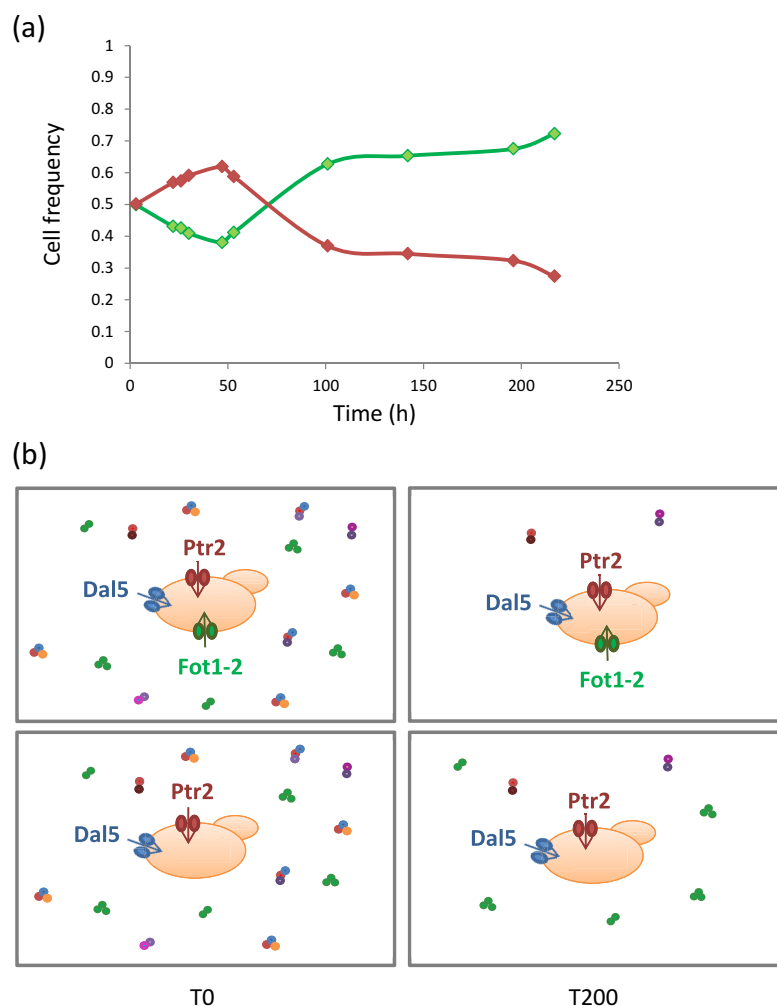 (a)
1
0.9
0.8
0.7
0.6
0.5
0.4
0.3
0.2
0.1
0
Cell frequency
0 50 100 150 200 250
Time (h)
(b)
Ptr2
Dal5
Fot1-2
Ptr2
Dal5
Fot1-2
Ptr2
Dal5
Ptr2
Dal5
T0 T200